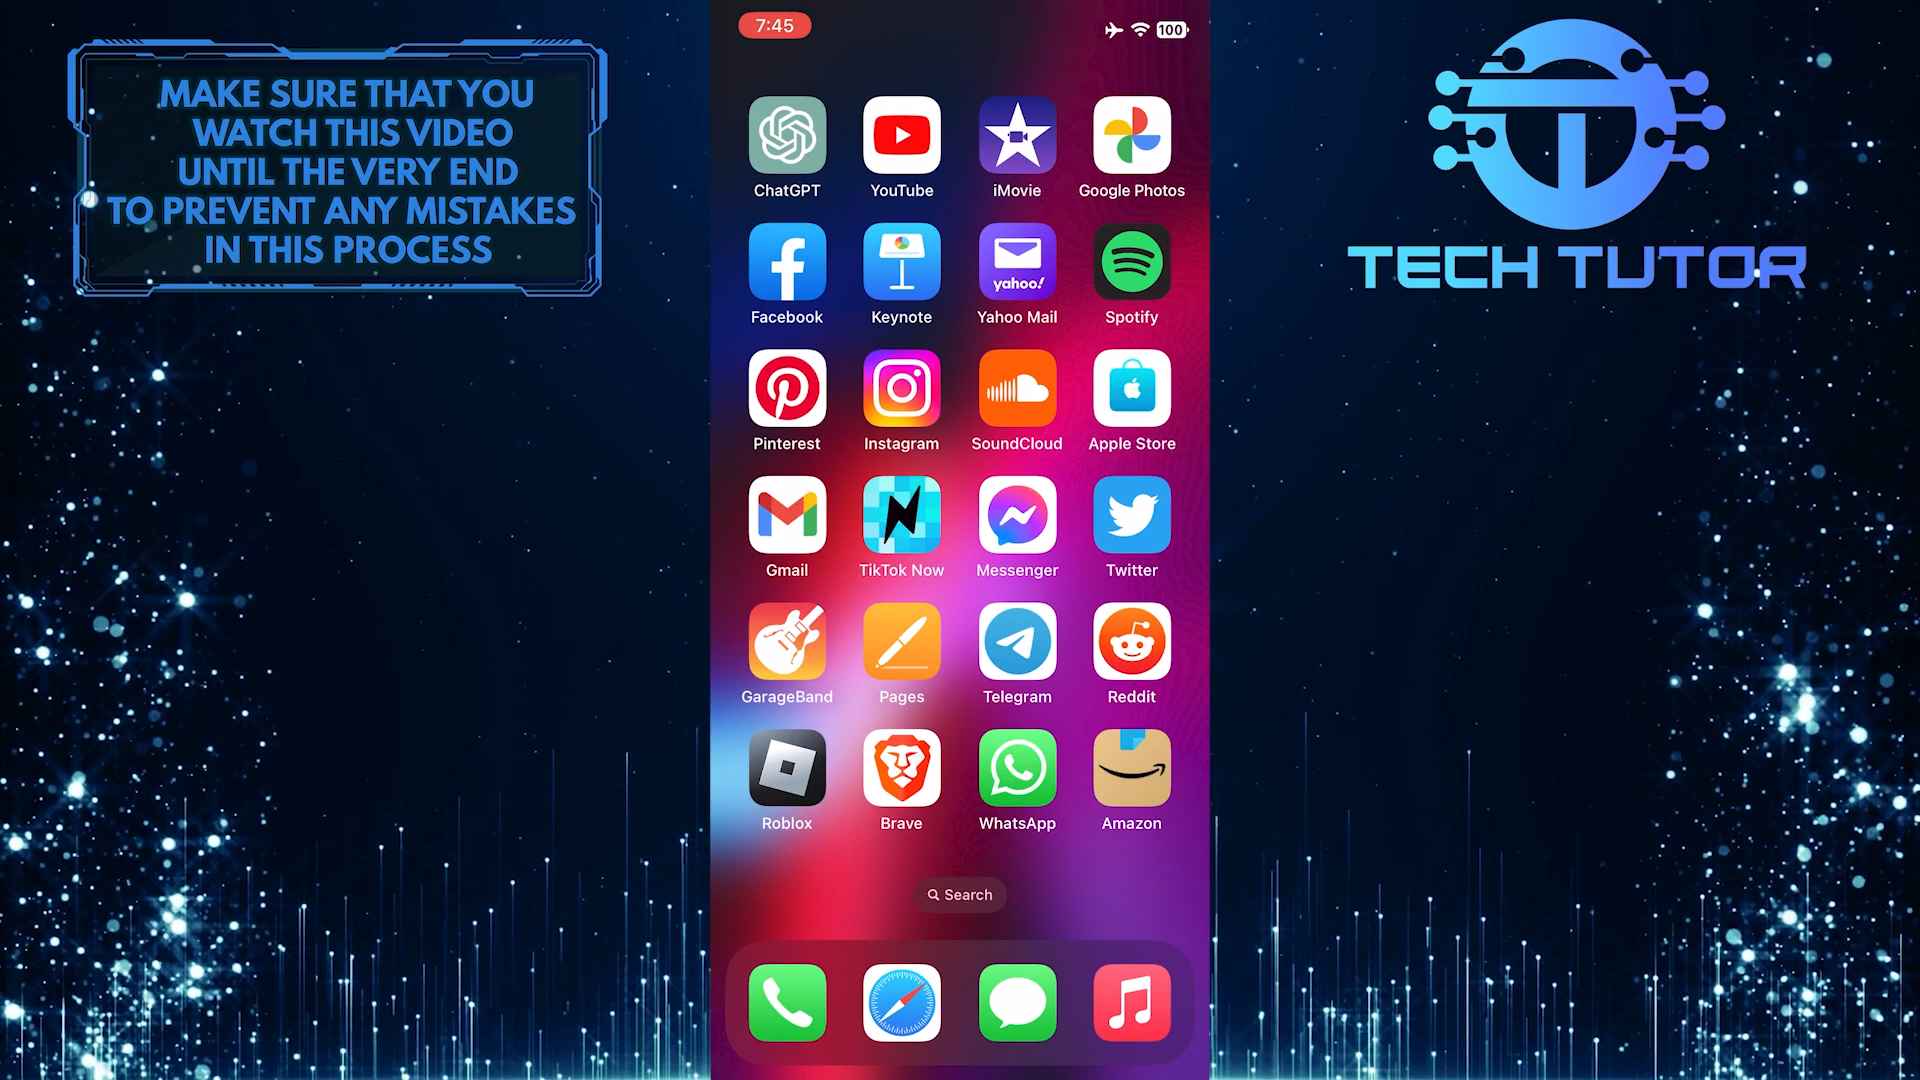 MAKE SURE THAT YOU
WATCH THIS VIDEO
UNTIL THE VERY END
TO PREVENT ANY MISTAKES
IN THIS PROCESS
7:45
100
ChatGPT YouTube iMovie Google Photos
yahoo!
Facebook Keynote Yahoo Mail Spotify
Pinterest Instagram SoundCloud Apple Store
Gmail TikTok Now Messenger Twitter
GarageBand Pages Telegram Reddit
Roblox Brave WhatsApp Amazon
Search
TECH TUTOR